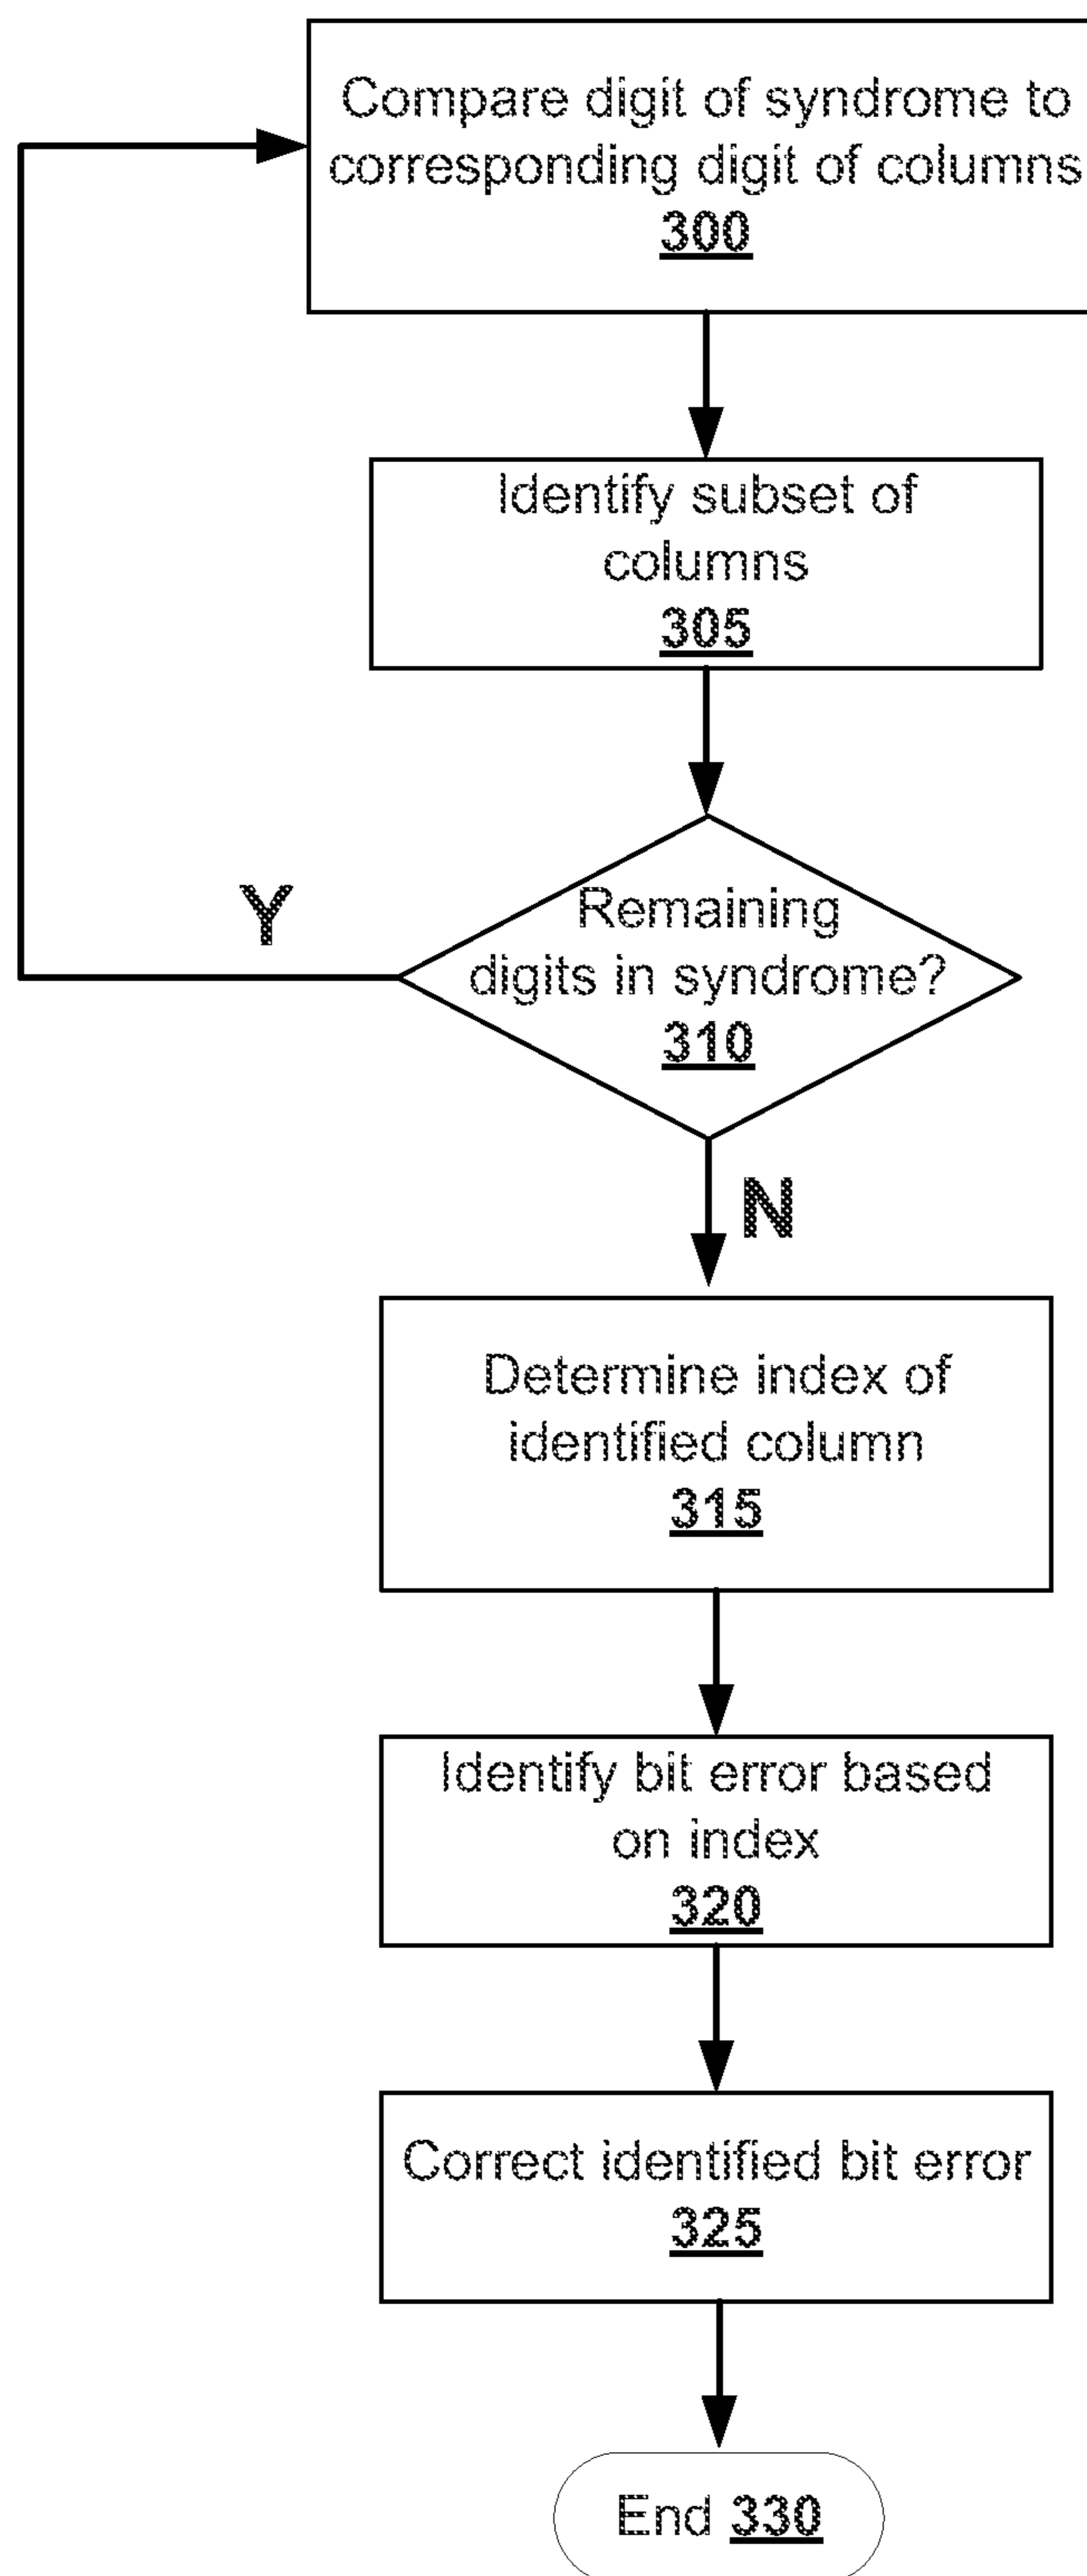 Compare digit of syndrome to
corresponding digit of columns
300
Identify subset of
columns
305
Remaining
digits in syndrome?
310
Y
N
Determine index of
identified column
315
Identify bit error based
on index
320
Correct identified bit error
325
End 330